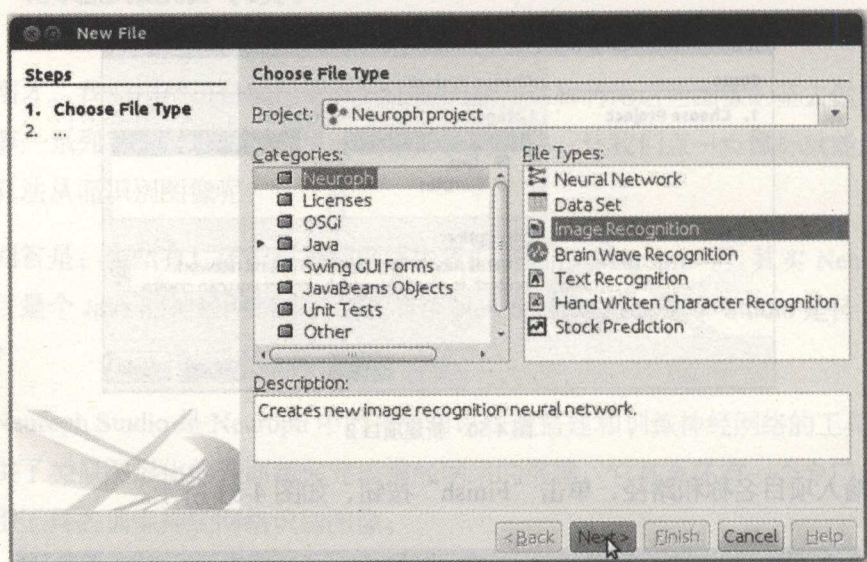 New File
Steps
1. Choose File Type
2. ...
Choose File Type
Project: Neuroph project
Categories:
Neuroph
Licenses
OSGi
Java
Swing GUI Forms
JavaBeans Objects
Unit Tests
Other
File Types:
Neural Network
Data Set
Image Recognition
Brain Wave Recognition
Text Recognition
Hand Written Character Recognition
Stock Prediction
Description:
Creates new image recognition neural network.
<Back
Next>
Finish
Cancel
Help